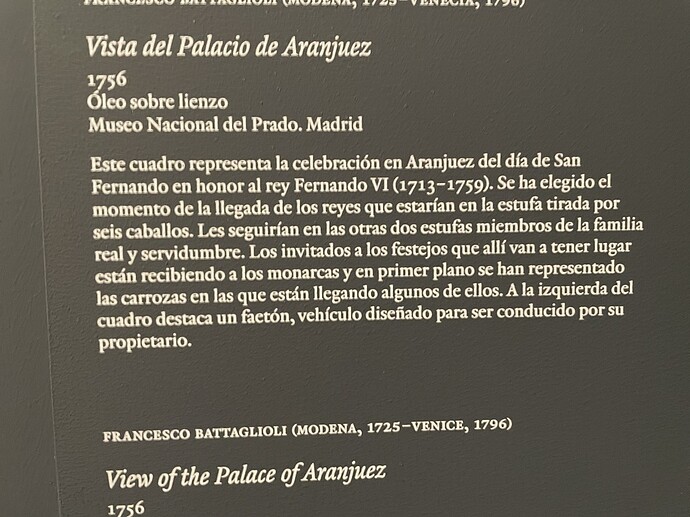 FRANCESCO BATTAGLIOLI (MODENA, 1725–VENECIA, 1796)
Vista del Palacio de Aranjuez
1756
Óleo sobre lienzo
Museo Nacional del Prado. Madrid
Este cuadro representa la celebración en Aranjuez del día de San
Fernando en honor al rey Fernando VI (1713–1759). Se ha elegido el
momento de la llegada de los reyes que estarían en la estufa tirada por
seis caballos. Les seguirían en las otras dos estufas miembros de la familia
real y servidumbre. Los invitados a los festejos que allí van a tener lugar
están recibiendo a los monarcas y en primer plano se han representado
las carrozas en las que están llegando algunos de ellos. A la izquierda del
cuadro destaca un faetón, vehículo diseñado para ser conducido por su
propietario.
FRANCESCO BATTAGLIOLI (MODENA, 1725–VENICE, 1796)
View of the Palace of Aranjuez
1756